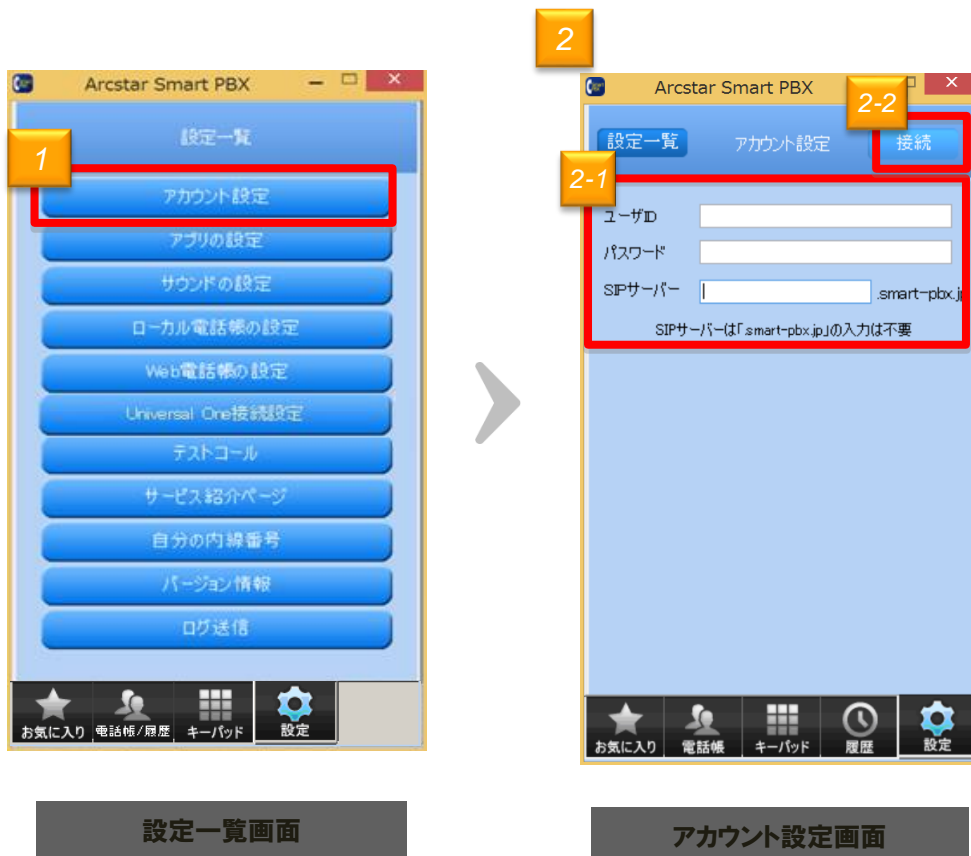 2
Arcstar Smart PBX
設定一覧
1
アカウント設定
アプリの設定
サウンドの設定
ローカル電話帳の設定
Web電話帳の設定
Universal One接続設定
テストコール
サービス紹介ページ
自分の内線番号
バージョン情報
ログ送信
お気に入り 電話帳/履歴 キーパッド 設定
設定一覧画面
Arcstar Smart PBX
2-2
設定一覧 アカウント設定 接続
2-1
ユーザID
パスワード
SIPサーバー .smart-pbx.jp
SIPサーバーは「.smart-pbx.jp」の入力は不要
お気に入り 電話帳 キーパッド 履歴 設定
アカウント設定画面